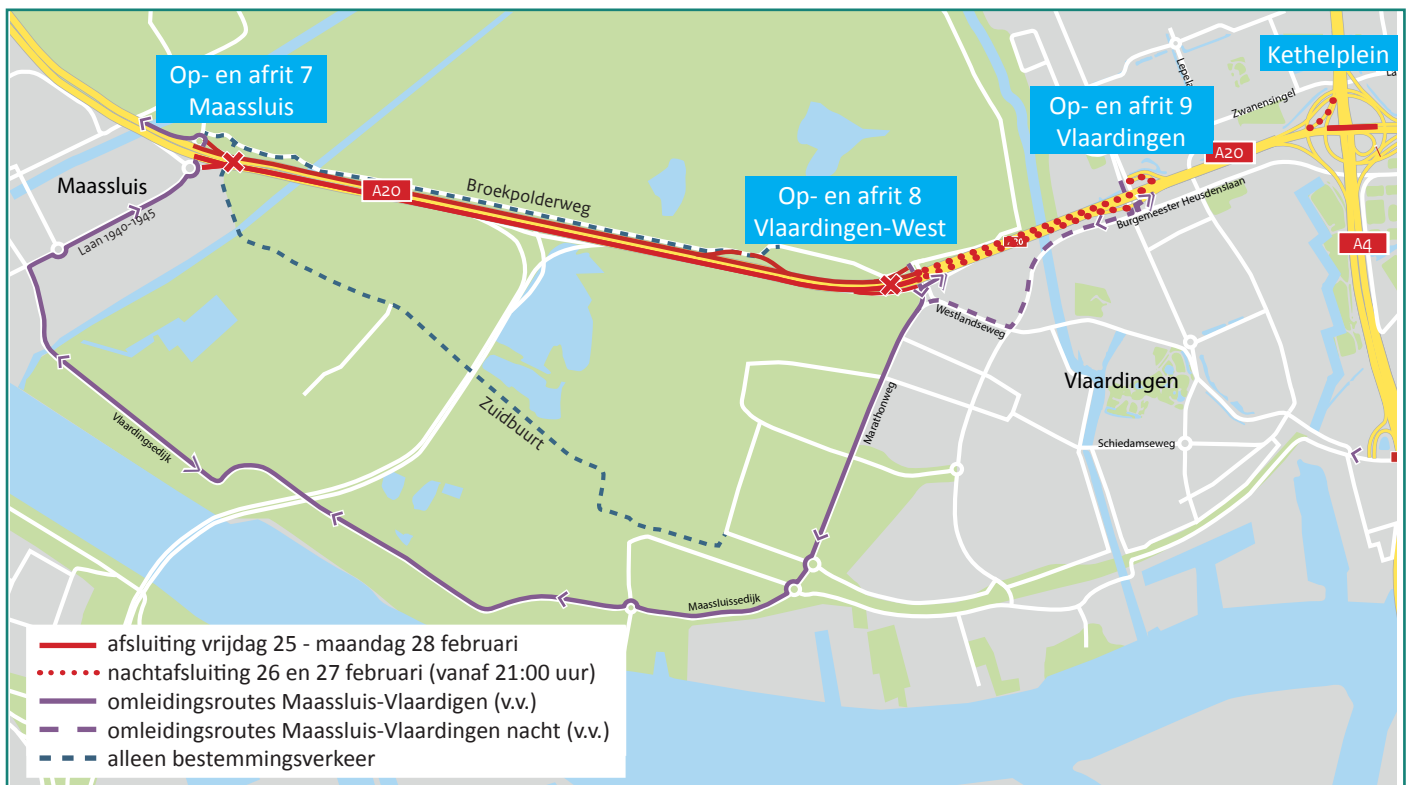 Op- en afrit 7
Maassluis
Kethelplein
Lepela
Zwanensingel
La
Op- en afrit 9
Vlaardingen
A20
Maassluis
Laan 1940-1945
A20
Broekpolderweg
Op- en afrit 8
Vlaardingen-West
Burgemeester Heusdenslaan
A4
Westlandseweg
Vlaardingen
Marathonweg
Zuidbuurt
Vlaardingsedijk
Schiedamseweg
Maassluissedijk
afsluiting vrijdag 25 - maandag 28 februari
nachtafsluiting 26 en 27 februari (vanaf 21:00 uur)
omleidingsroutes Maassluis-Vlaardigen (v.v.)
omleidingsroutes Maassluis-Vlaardingen nacht (v.v.)
alleen bestemmingsverkeer